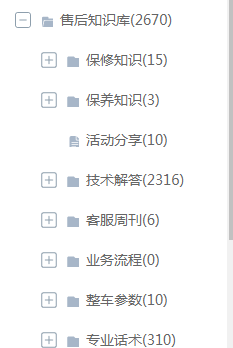 售后知识库(2670)
保修知识(15)
保养知识(3)
活动分享(10)
技术解答(2316)
客服周刊(6)
业务流程(0)
整车参数(10)
专业话术(310)